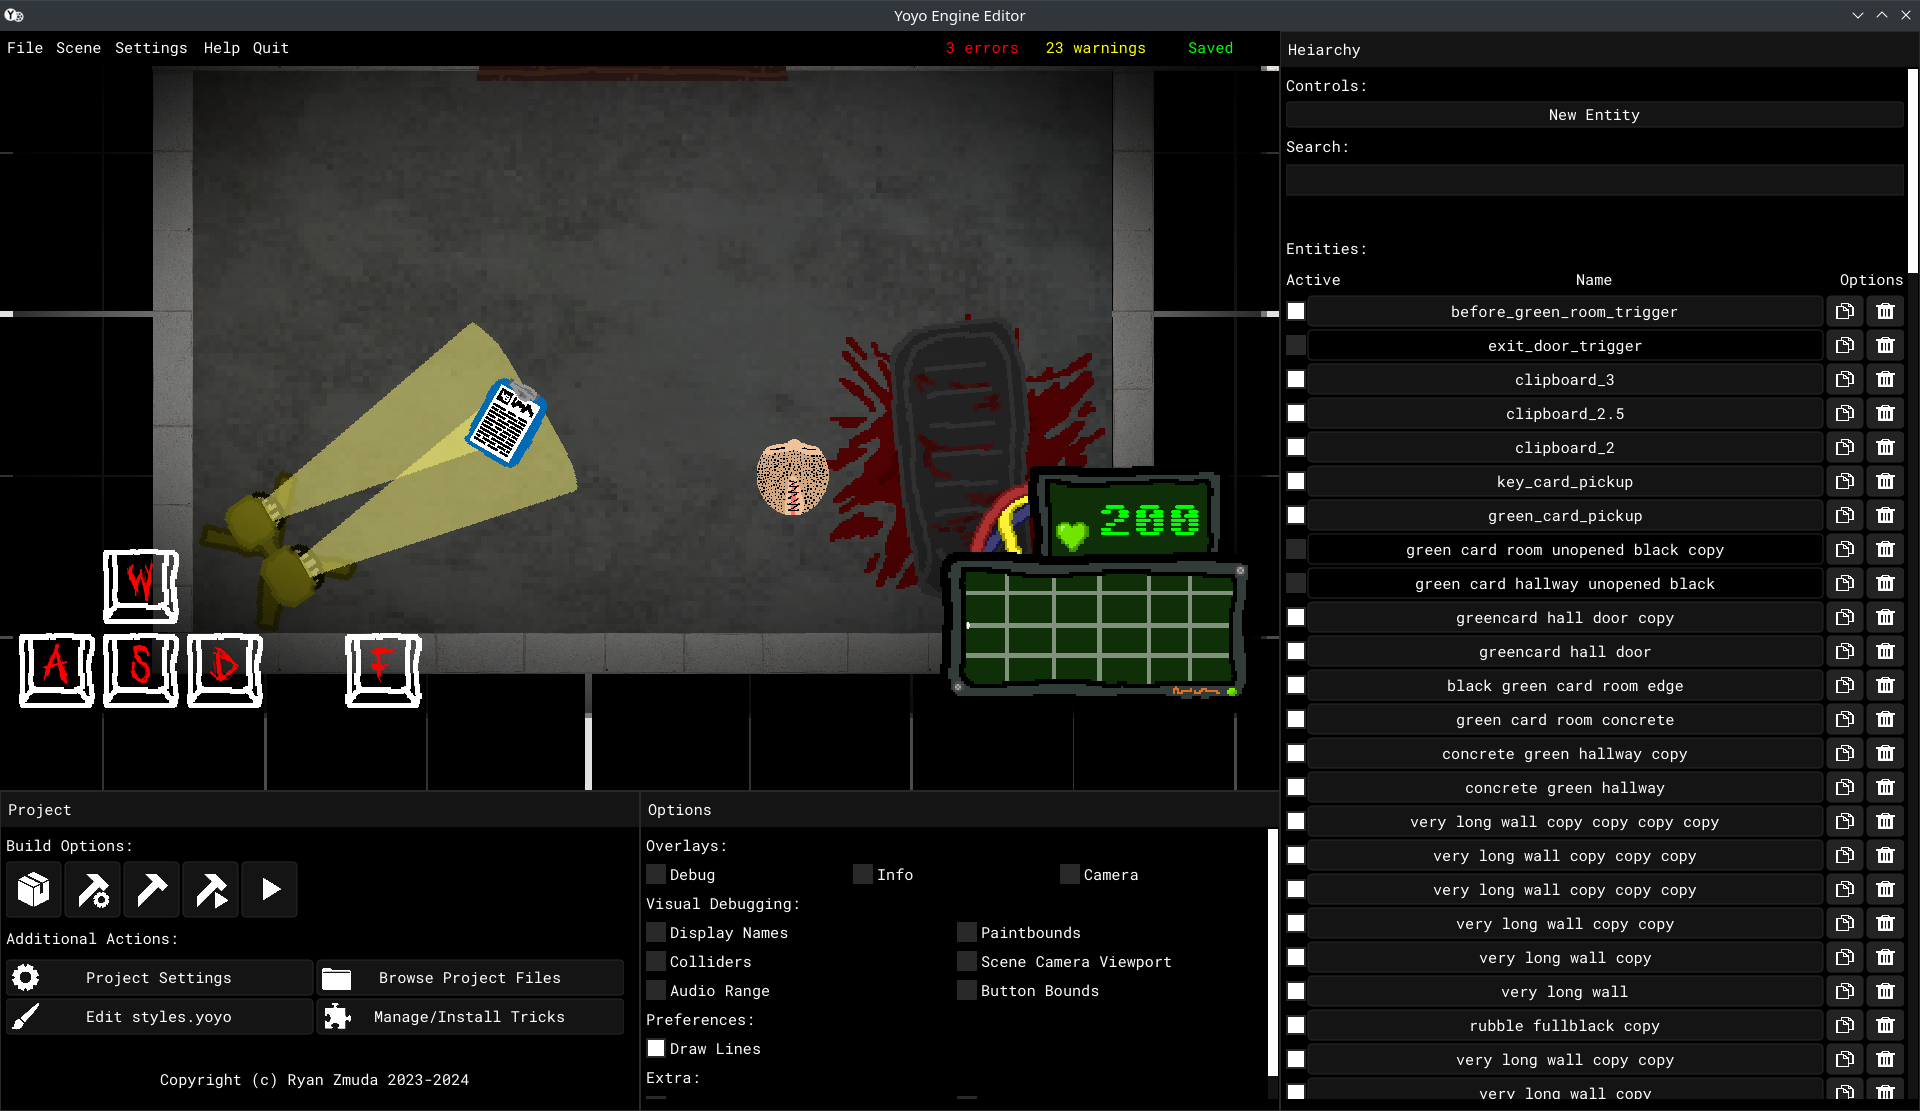 Yoyo Engine Editor
File Scene Settings Help Quit
3 errors 23 warnings Saved
W
A S D F
200
Project
Build Options:
Additional Actions:
Project Settings
Browse Project Files
Edit styles.yoyo
Manage/Install Tricks
Copyright (c) Ryan Zmuda 2023-2024
Options
Overlays:
Debug Info Camera
Visual Debugging:
Display Names Paintbounds
Colliders Scene Camera Viewport
Audio Range Button Bounds
Preferences:
Draw Lines
Extra:
Heiarchy
Controls:
New Entity
Search:
Entities:
Active Name Options
before_green_room_trigger
exit_door_trigger
clipboard_3
clipboard_2.5
clipboard_2
key_card_pickup
green_card_pickup
green card room unopened black copy
green card hallway unopened black
greencard hall door copy
greencard hall door
black green card room edge
green card room concrete
concrete green hallway copy
concrete green hallway
very long wall copy copy copy copy
very long wall copy copy copy
very long wall copy copy copy
very long wall copy copy
very long wall copy
very long wall
rubble fullblack copy
very long wall copy copy
very long wall copy